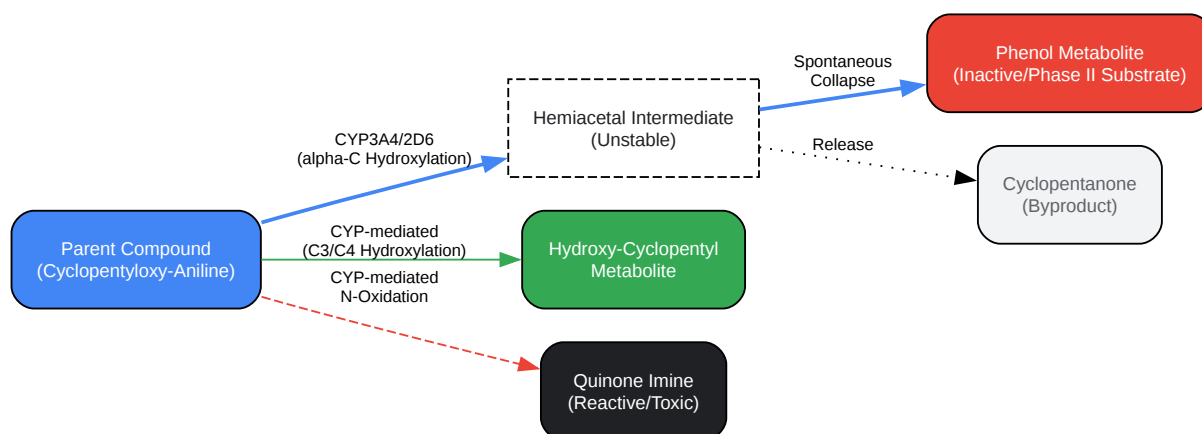 Phenol Metabolite
(Inactive/Phase II Substrate)
Spontaneous
Collapse
Hemiacetal Intermediate
(Unstable)
CYP3A4/2D6
(alpha-C Hydroxylation)
Release
Cyclopentanone
(Byproduct)
Parent Compound
(Cyclopentyloxy-Aniline)
CYP-mediated
(C3/C4 Hydroxylation)
Hydroxy-Cyclopentyl
Metabolite
CYP-mediated
N-Oxidation
Quinone Imine
(Reactive/Toxic)